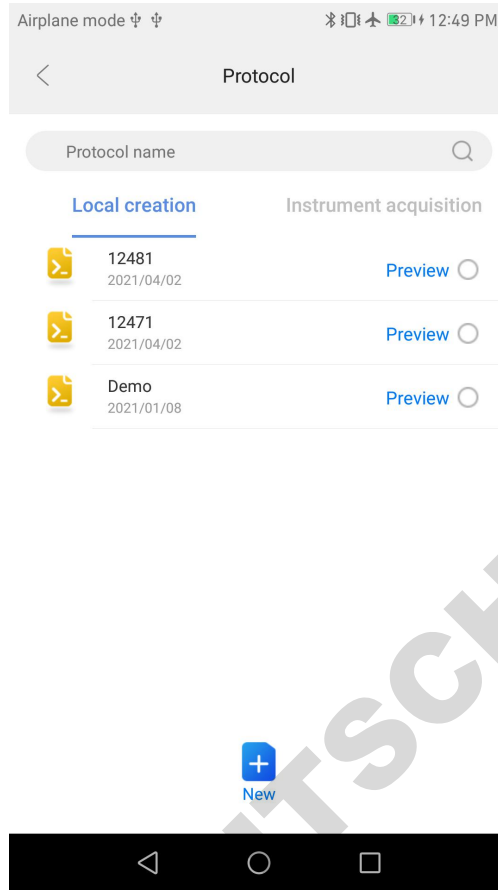 Airplane mode 32 12:49 PM
Protocol
Protocol name
Local creation Instrument acquisition
12481
2021/04/02
Preview
12471
2021/04/02
Preview
Demo
2021/01/08
Preview
New